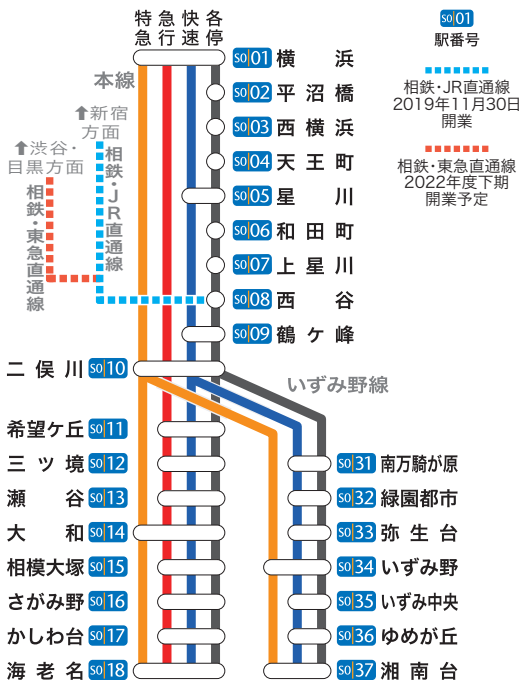 特急 急行 快速 各停
SO01
駅番号
SO01 横浜
本線
SO02 平沼橋
相鉄・JR直通線
2019年11月30日
開業
↑新宿
方面
SO03 西横浜
↑渋谷・
目黒方面
相鉄・JR直通線
SO04 天王町
相鉄・東急直通線
2022年度下期
開業予定
相鉄・東急直通線
SO05 星川
SO06 和田町
SO07 上星川
SO08 西谷
SO09 鶴ケ峰
二俣川 SO10
いずみ野線
希望ケ丘 SO11
三ツ境 SO12
瀬谷 SO13
大和 SO14
相模大塚 SO15
さがみ野 SO16
かしわ台 SO17
海老名 SO18
SO31 南万騎が原
SO32 緑園都市
SO33 弥生台
SO34 いずみ野
SO35 いずみ中央
SO36 ゆめが丘
SO37 湘南台